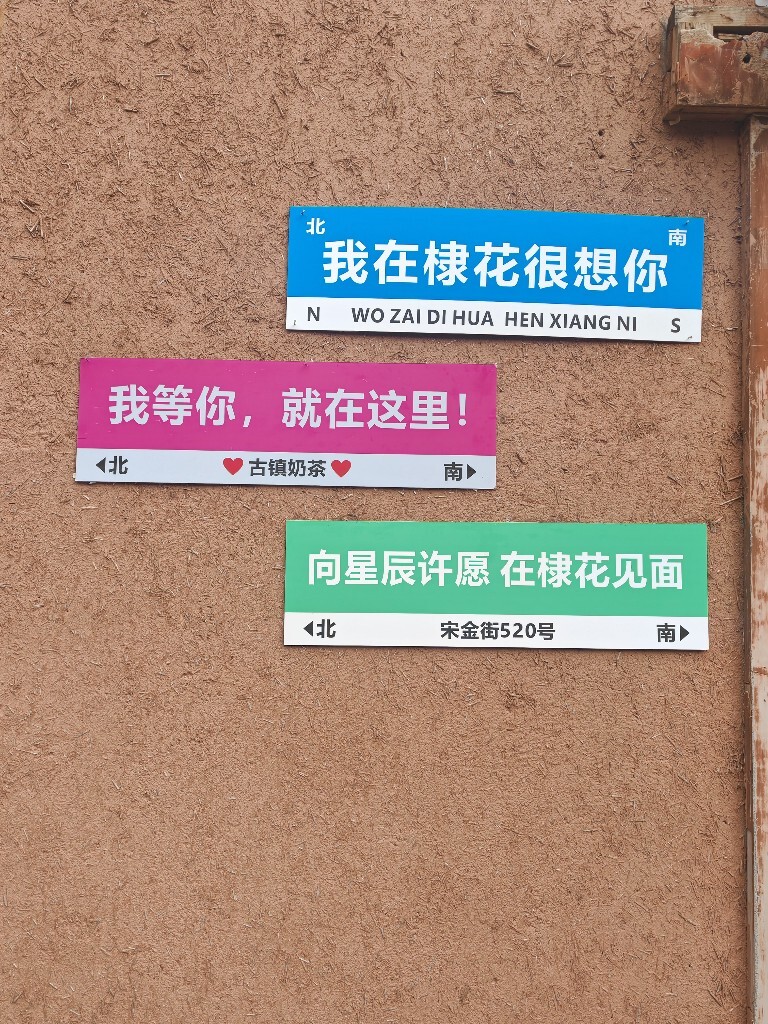 北 南
我在棣花很想你
N WO ZAI DI HUA HEN XIANG NI S
我等你，就在这里！
北 古镇奶茶 南
向星辰许愿 在棣花见面
北 宋金街520号 南